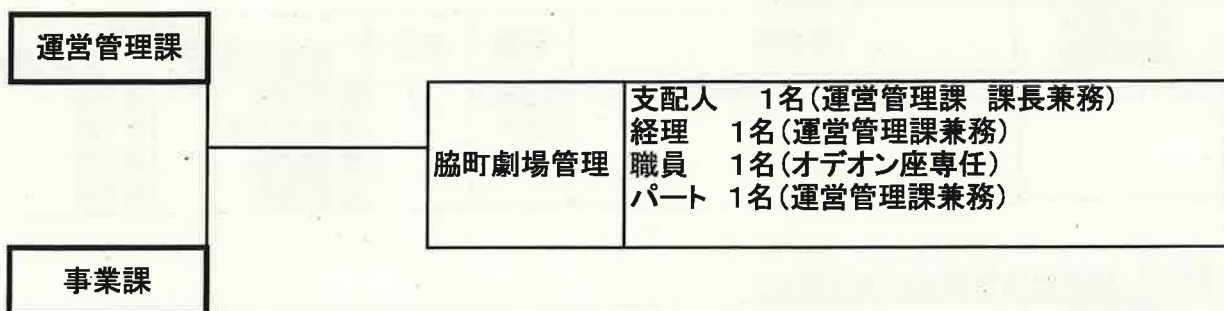 運営管理課
脇町劇場管理
支配人　1名(運営管理課　課長兼務)
経理　1名(運営管理課兼務)
職員　1名(オデオン座専任)
パート　1名(運営管理課兼務)
事業課